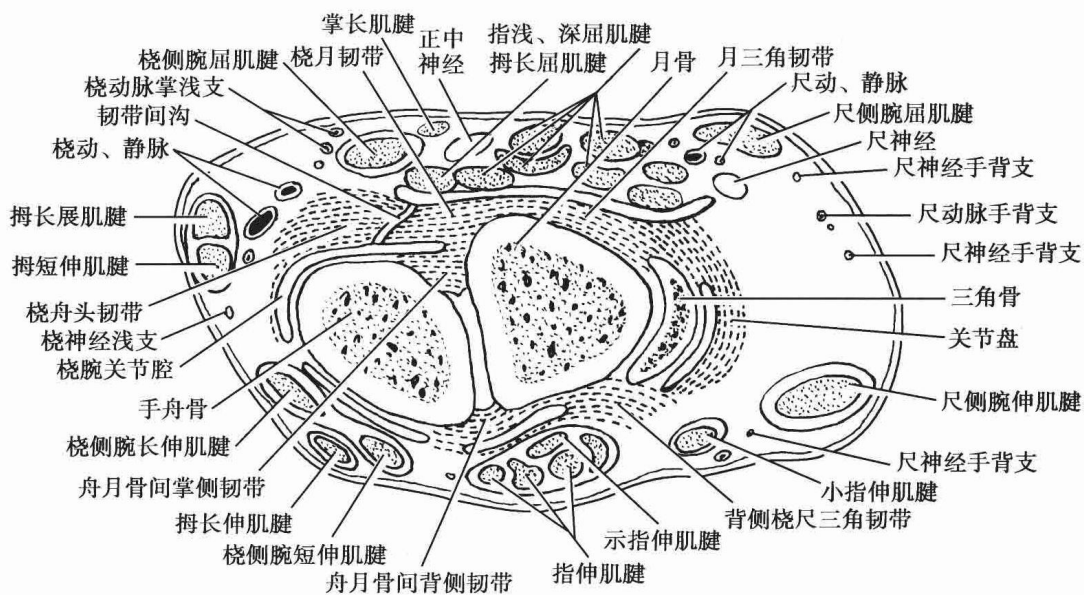 掌长肌腱
正中
神经
指浅、深屈肌腱
桡侧腕屈肌腱
桡月韧带
拇长屈肌腱
月骨
月三角韧带
桡动脉掌浅支
尺动、静脉
韧带间沟
尺侧腕屈肌腱
桡动、静脉
尺神经
尺神经手背支
拇长展肌腱
尺动脉手背支
拇短伸肌腱
尺神经手背支
桡舟头韧带
三角骨
桡神经浅支
关节盘
桡腕关节腔
手舟骨
尺侧腕伸肌腱
桡侧腕长伸肌腱
尺神经手背支
舟月骨间掌侧韧带
小指伸肌腱
拇长伸肌腱
背侧桡尺三角韧带
桡侧腕短伸肌腱
示指伸肌腱
舟月骨间背侧韧带
指伸肌腱